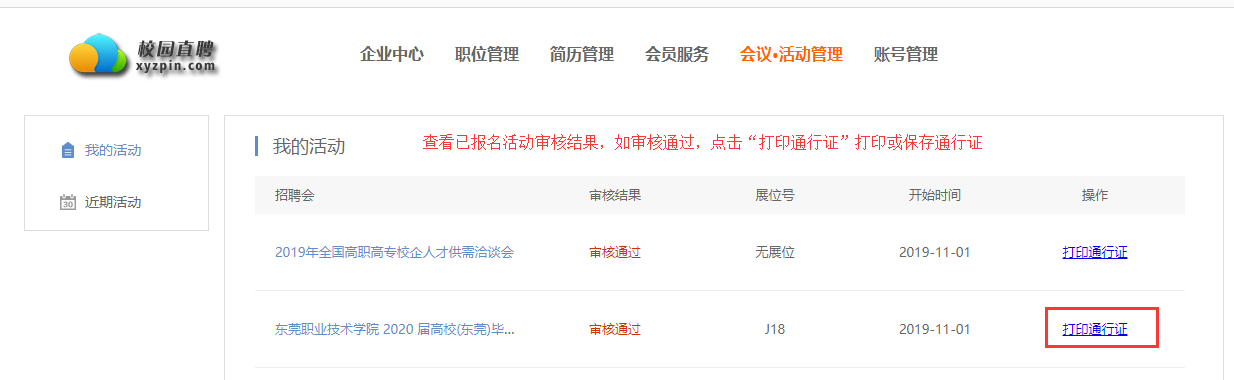 校园直聘
xyzpin.com
企业中心 职位管理 简历管理 会员服务 会议•活动管理 账号管理
我的活动
近期活动
我的活动
查看已报名活动审核结果，如审核通过，点击“打印通行证”打印或保存通行证
招聘会 审核结果 展位号 开始时间 操作
2019年全国高职高专校企人才供需洽谈会 审核通过 无展位 2019-11-01 打印通行证
东莞职业技术学院 2020 届高校(东莞)毕... 审核通过 J18 2019-11-01 打印通行证